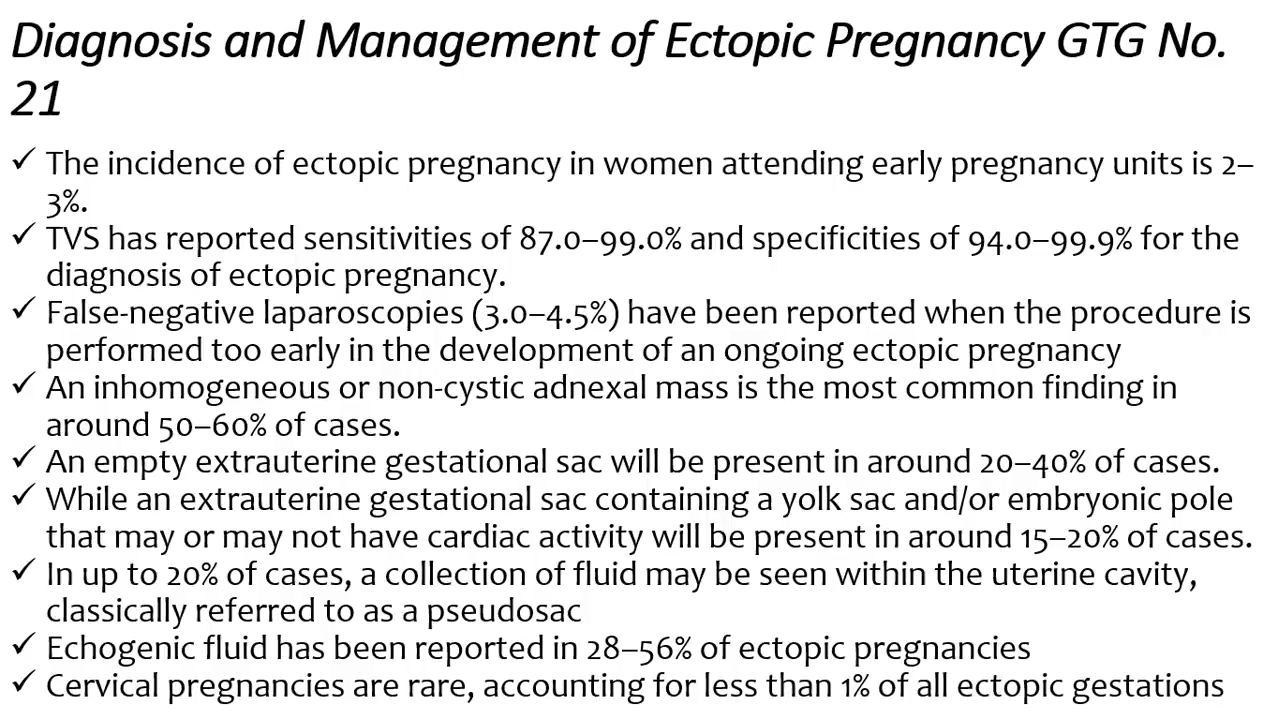 Diagnosis and Management of Ectopic Pregnancy GTG No.
21
✓ The incidence of ectopic pregnancy in women attending early pregnancy units is 2–
3%.
✓ TVS has reported sensitivities of 87.0–99.0% and specificities of 94.0–99.9% for the
diagnosis of ectopic pregnancy.
✓ False-negative laparoscopies (3.0–4.5%) have been reported when the procedure is
performed too early in the development of an ongoing ectopic pregnancy
✓ An inhomogeneous or non-cystic adnexal mass is the most common finding in
around 50–60% of cases.
✓ An empty extrauterine gestational sac will be present in around 20–40% of cases.
✓ While an extrauterine gestational sac containing a yolk sac and/or embryonic pole
that may or may not have cardiac activity will be present in around 15–20% of cases.
✓ In up to 20% of cases, a collection of fluid may be seen within the uterine cavity,
classically referred to as a pseudosac
✓ Echogenic fluid has been reported in 28–56% of ectopic pregnancies
✓ Cervical pregnancies are rare, accounting for less than 1% of all ectopic gestations